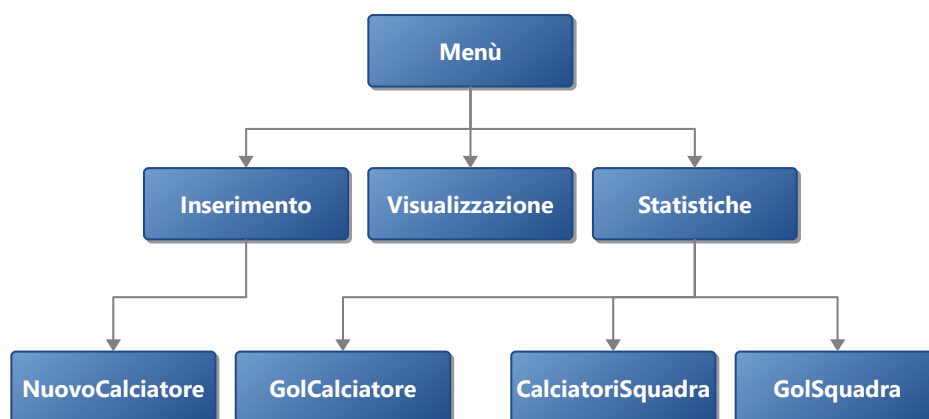 Menù
Inserimento
Visualizzazione
Statistiche
NuovoCalciatore
GolCalciatore
CalciatoriSquadra
GolSquadra